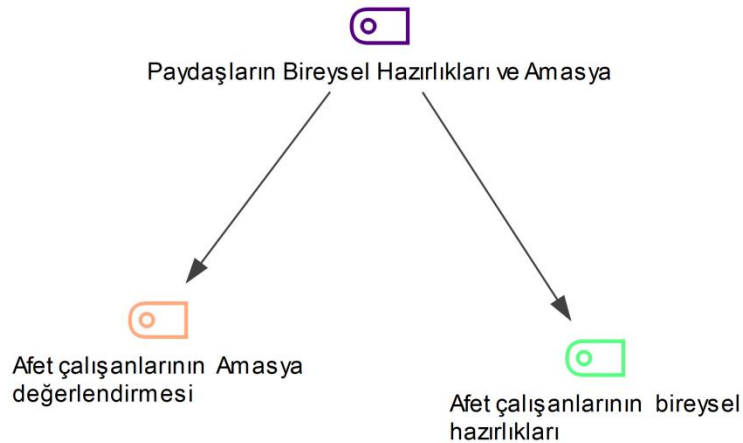 Paydaşların Bireysel Hazırlıkları ve Amasya
Afet çalışanlarının Amasya
değerlendirmesi
Afet çalışanlarının bireysel
hazırlıkları